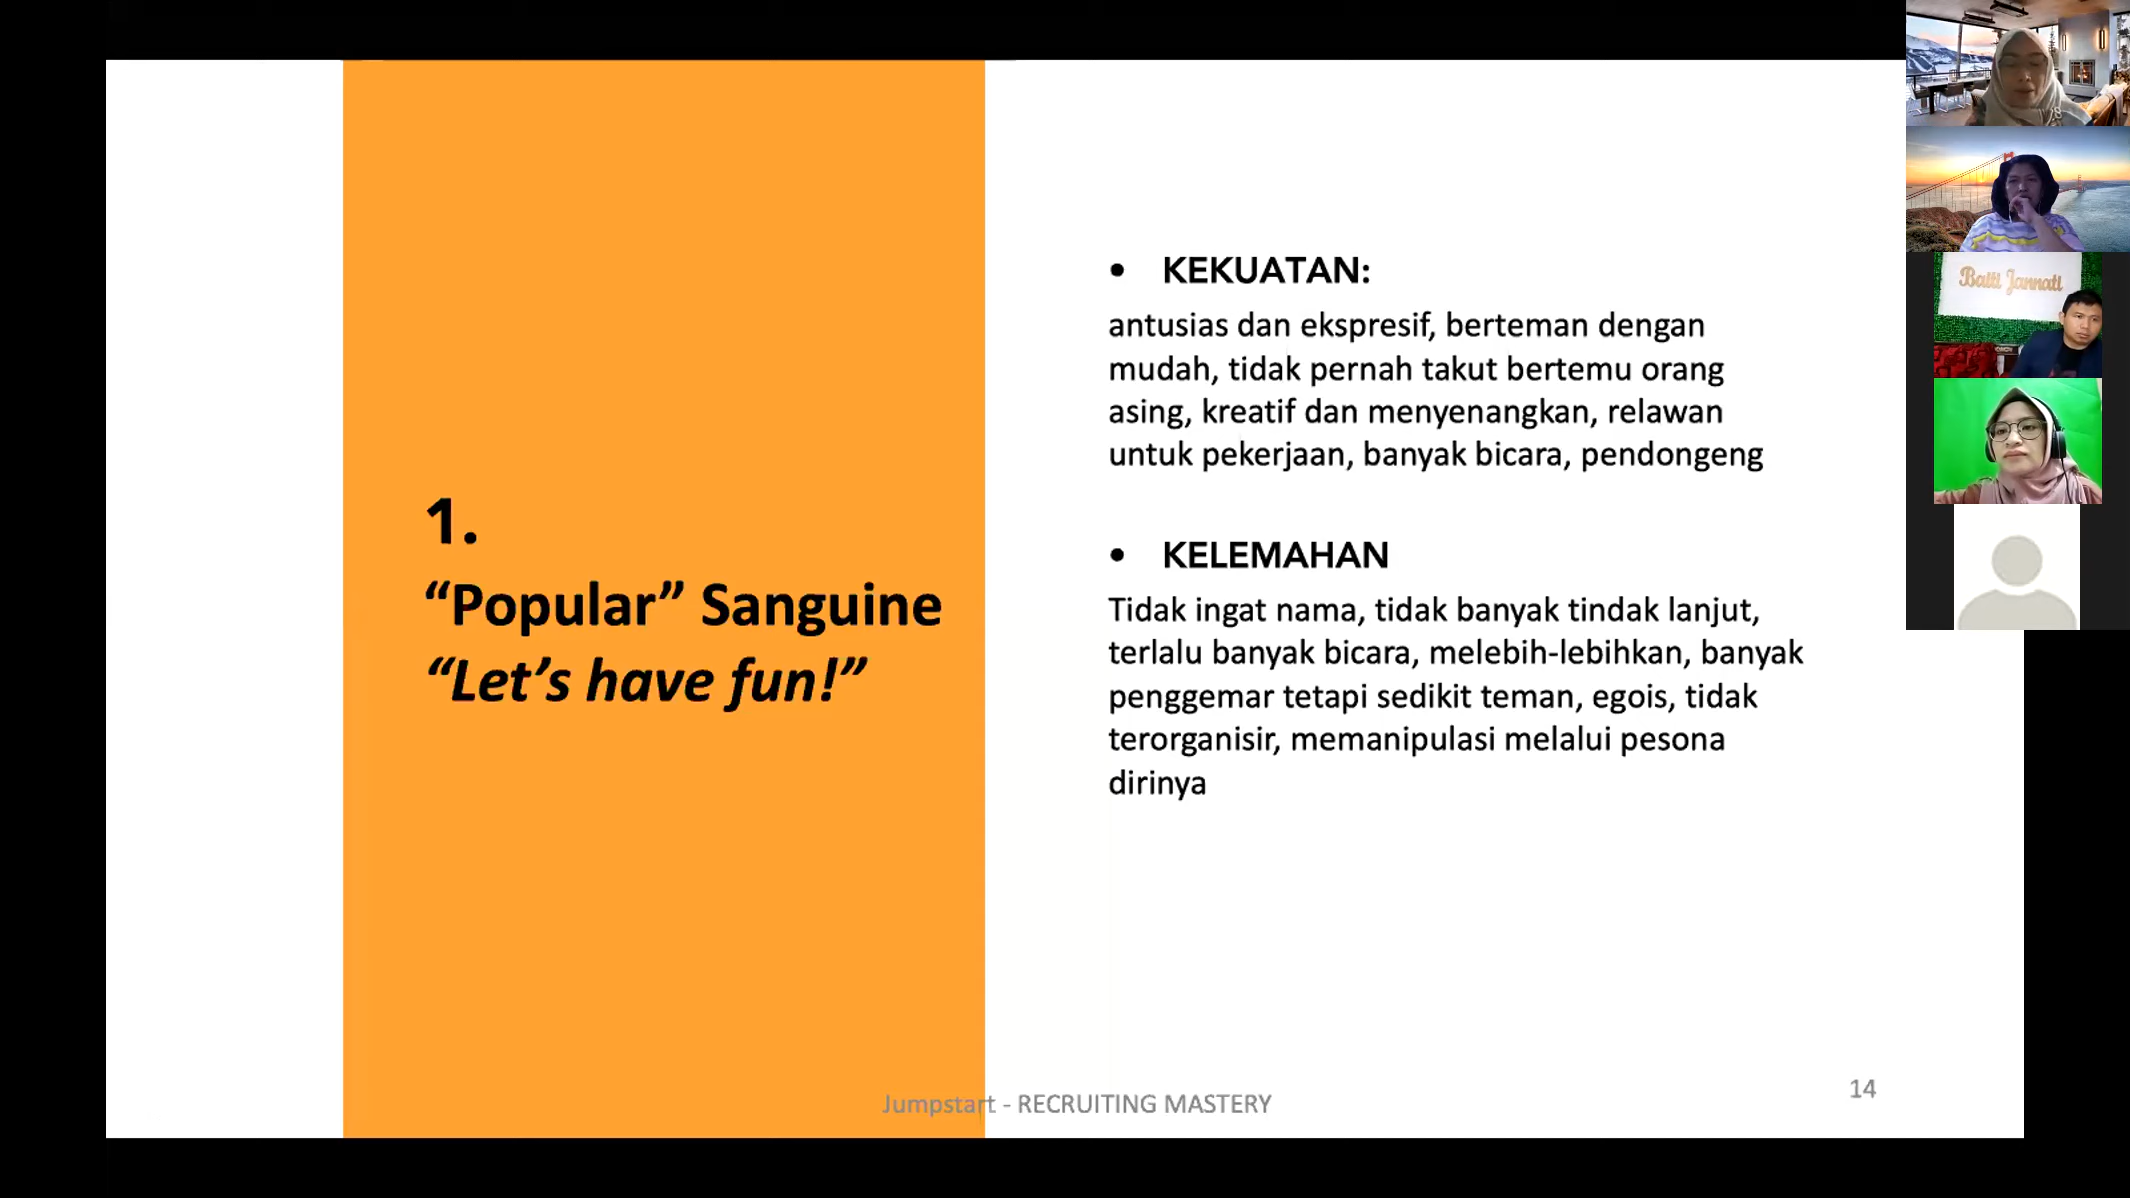 1.
“Popular” Sanguine
“Let’s have fun!”
• KEKUATAN:
antusias dan ekspresif, berteman dengan
mudah, tidak pernah takut bertemu orang
asing, kreatif dan menyenangkan, relawan
untuk pekerjaan, banyak bicara, pendongeng
• KELEMAHAN
Tidak ingat nama, tidak banyak tindak lanjut,
terlalu banyak bicara, melebih-lebihkan, banyak
penggemar tetapi sedikit teman, egois, tidak
terorganisir, memanipulasi melalui pesona
dirinya
Jumpstart - RECRUITING MASTERY
14
Baiti Jannati